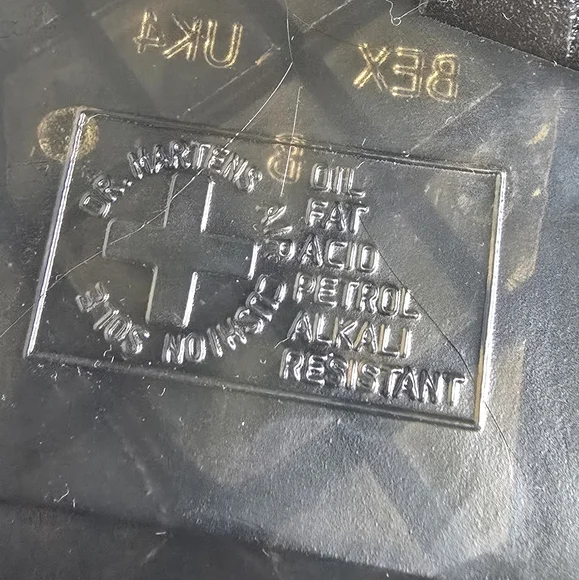 UK4 BEX
DR. MARTENS
CUSHION SOLE
OIL
FAT
ACID
PETROL
ALKALI
RESISTANT